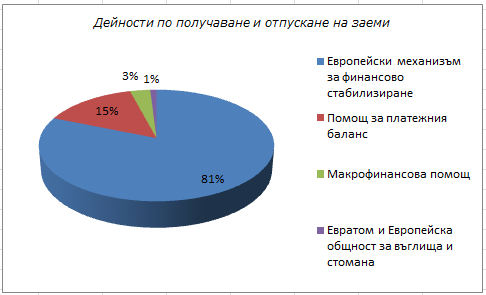 Дейности по получаване и отпускане на заеми
3%
1%
15%
81%
Европейски механизъм
за финансово
стабилизиране
Помощ за платежния
баланс
Макрофинансова помощ
Евратом и Европейска
общност за въглища и
стомана